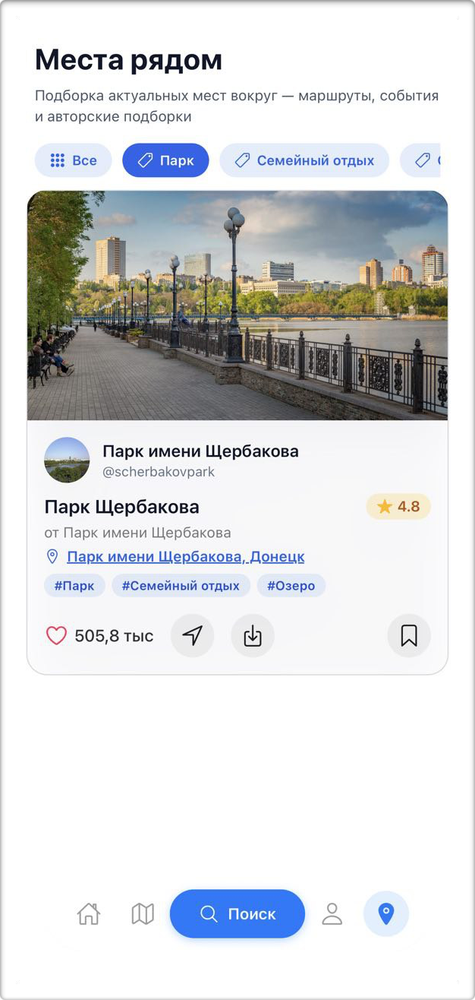 Места рядом
Подборка актуальных мест вокруг — маршруты, события
и авторские подборки
Все
Парк
Семейный отдых
Парк имени Щербакова
@scherbakovpark
Парк Щербакова
4.8
от Парк имени Щербакова
Парк имени Щербакова, Донецк
#Парк #Семейный отдых #Озеро
505,8 тыс
Поиск